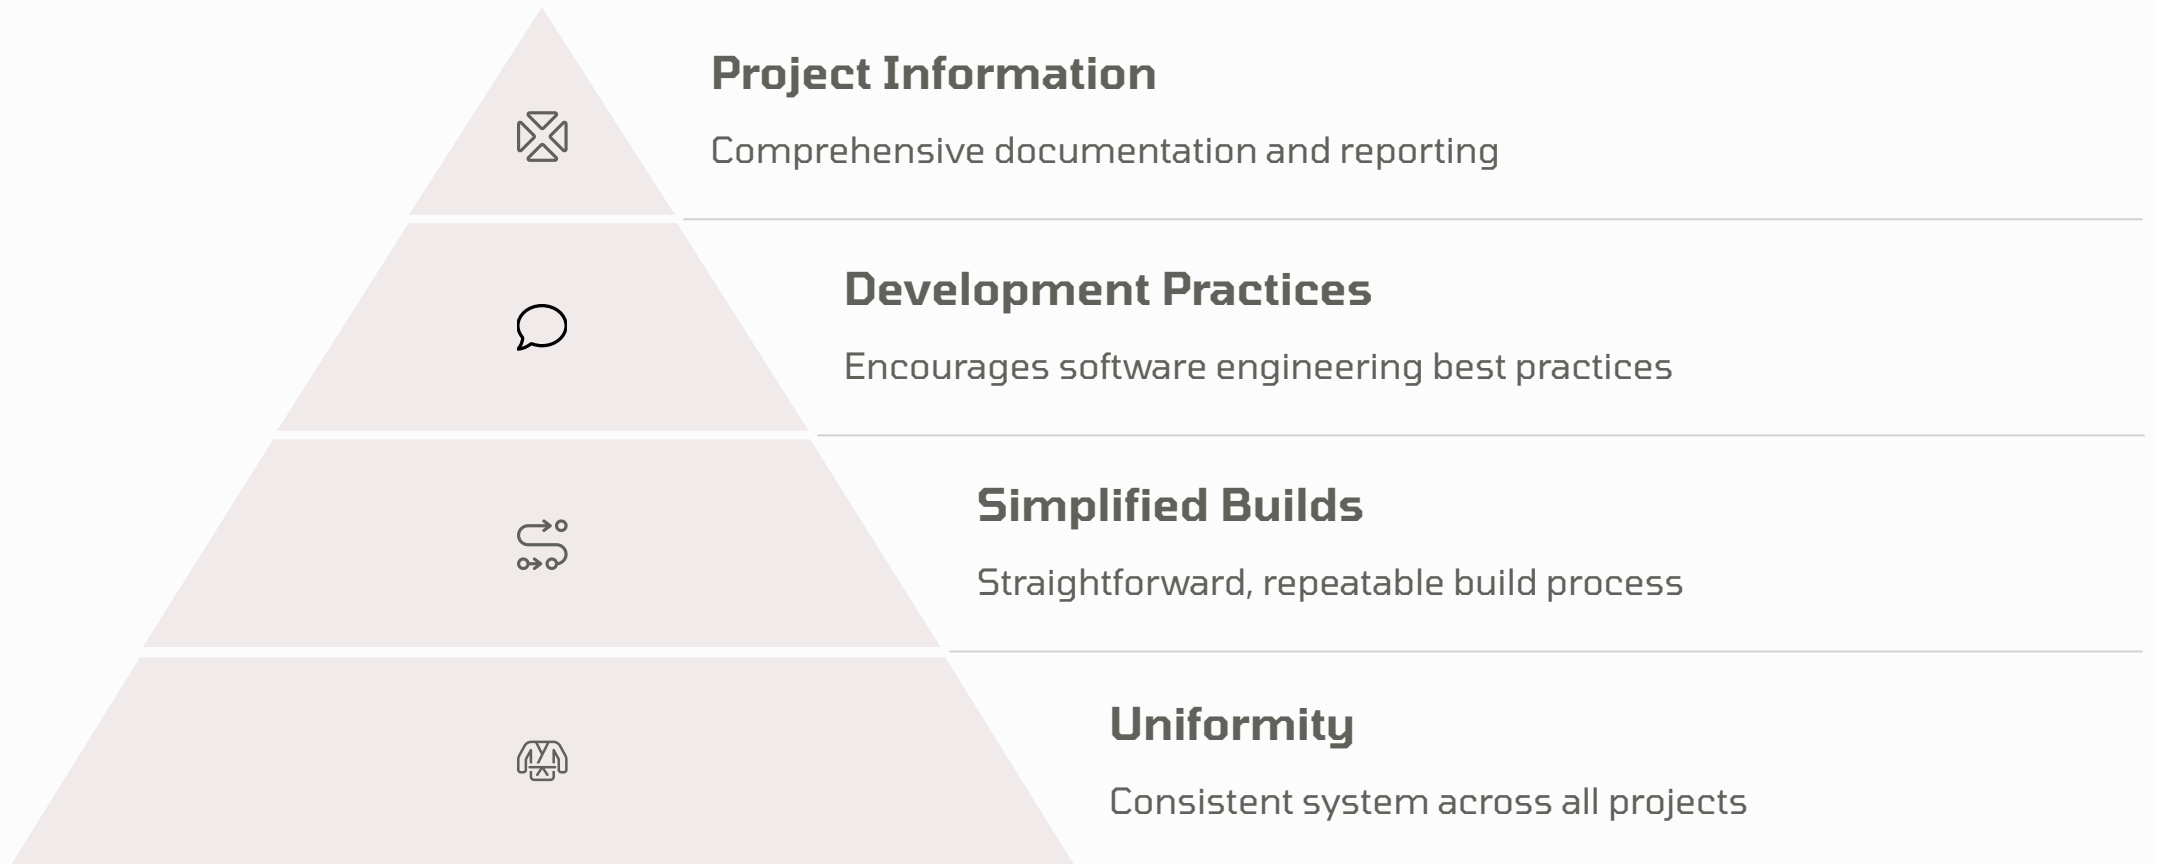 Project Information
Comprehensive documentation and reporting
Development Practices
Encourages software engineering best practices
Simplified Builds
Straightforward, repeatable build process
Uniformity
Consistent system across all projects